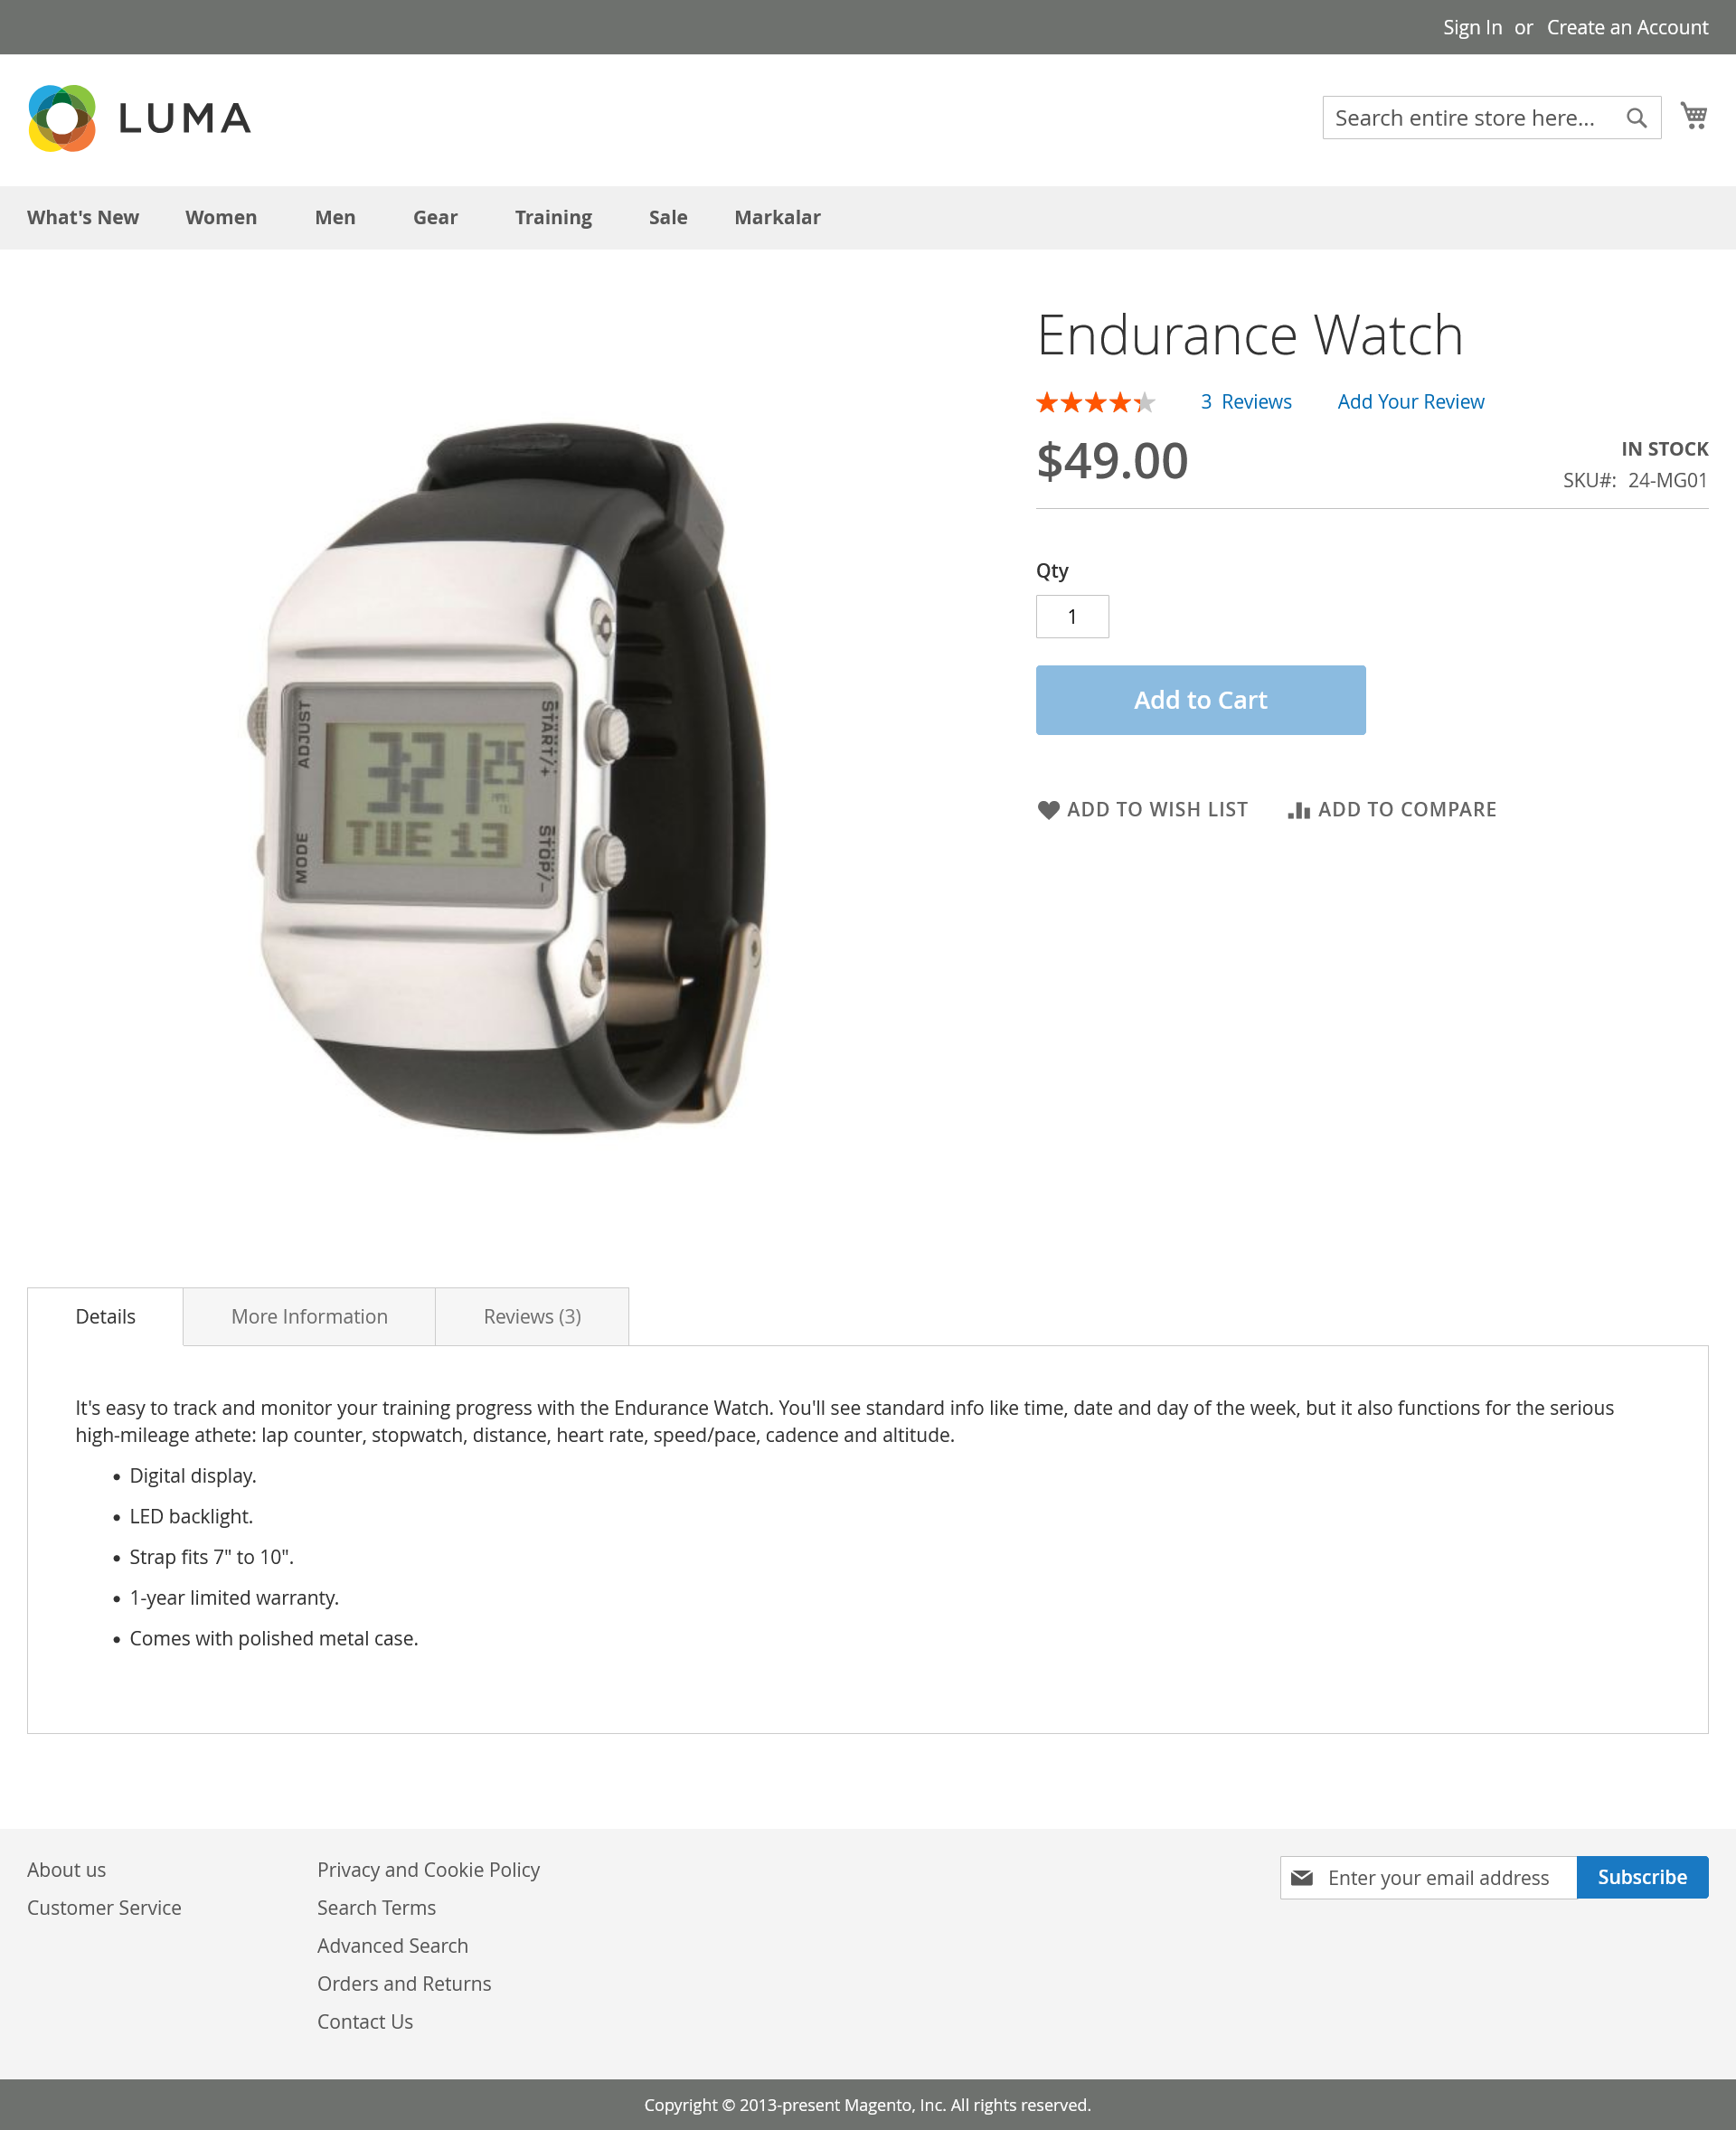 Sign In or Create an Account
LUMA
Search entire store here...
What's New Women Men Gear Training Sale Markalar
Endurance Watch
3 Reviews Add Your Review
$49.00
IN STOCK
SKU#: 24-MG01
Qty
1
Add to Cart
ADD TO WISH LIST ADD TO COMPARE
ADJUST
START/+
3:21 25
TUE 13
MODE
STOP/-
Details More Information Reviews (3)
It's easy to track and monitor your training progress with the Endurance Watch. You'll see standard info like time, date and day of the week, but it also functions for the serious
high-mileage athete: lap counter, stopwatch, distance, heart rate, speed/pace, cadence and altitude.
• Digital display.
• LED backlight.
• Strap fits 7" to 10".
• 1-year limited warranty.
• Comes with polished metal case.
About us
Customer Service
Privacy and Cookie Policy
Search Terms
Advanced Search
Orders and Returns
Contact Us
Enter your email address Subscribe
Copyright © 2013-present Magento, Inc. All rights reserved.